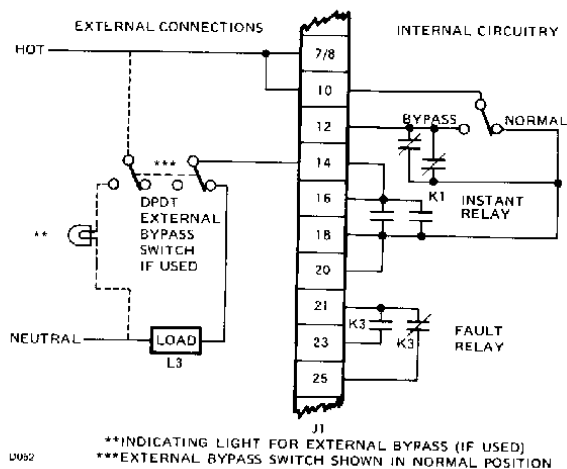 EXTERNAL CONNECTIONS
INTERNAL CIRCUITRY
HOT
7/8
10
12
14
16
18
20
21
23
25
J1
BYPASS
NORMAL
K1
INSTANT
RELAY
***
DPDT
EXTERNAL
BYPASS
SWITCH
IF USED
**
NEUTRAL
LOAD
L3
K3
K3
FAULT
RELAY
**INDICATING LIGHT FOR EXTERNAL BYPASS (IF USED)
***EXTERNAL BYPASS SWITCH SHOWN IN NORMAL POSITION